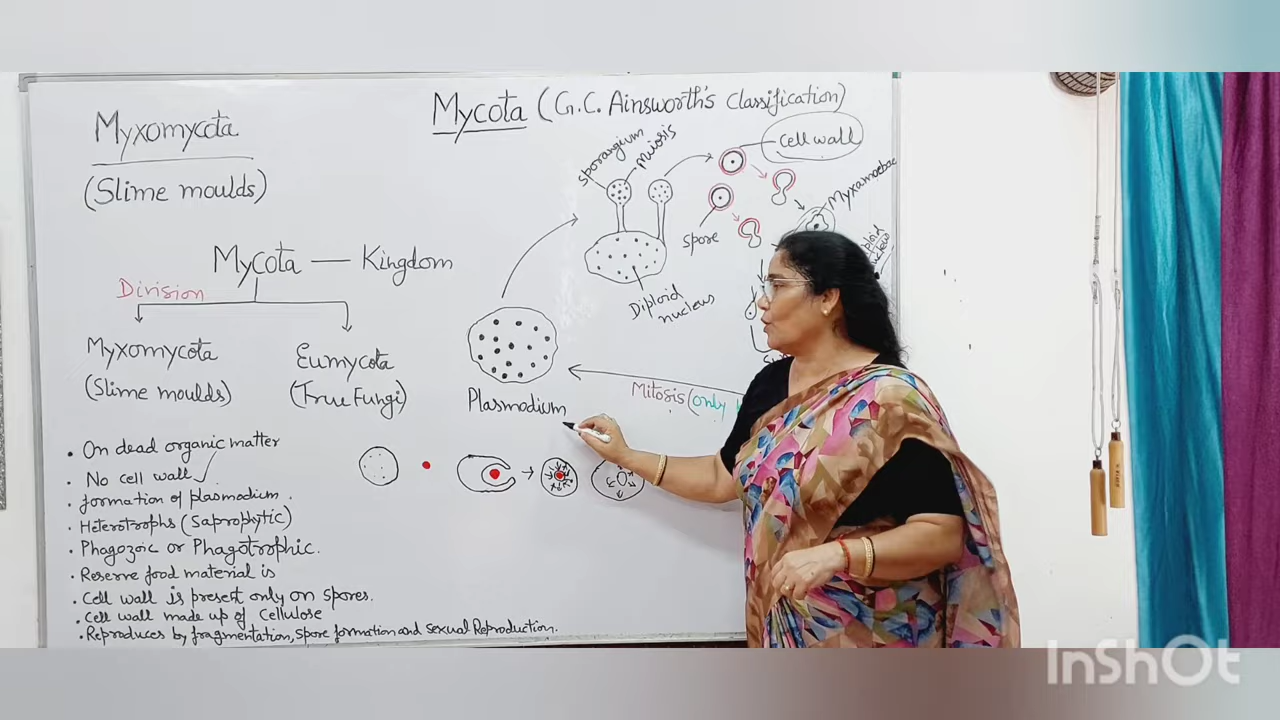 Mycota (G.C. Ainsworth's Classification)
Myxomycota
(Slime moulds)
Mycota — Kingdom
Division
Myxomycota
(Slime moulds)
Eumycota
(True Fungi)
• On dead organic matter
• No cell wall
• formation of plasmodium.
• Heterotrophs (Saprophytic)
• Phagozoic or Phagotrophic.
• Reserve food material is
• Cell wall is present only on spores.
• Cell wall made up of Cellulose
• Reproduces by fragmentation, spore formation and sexual Reproduction.
sporangium
miosis
Cell wall
Myxamoebae
spore
Diploid
nucleus
Plasmodium
Mitosis (only
InShOt